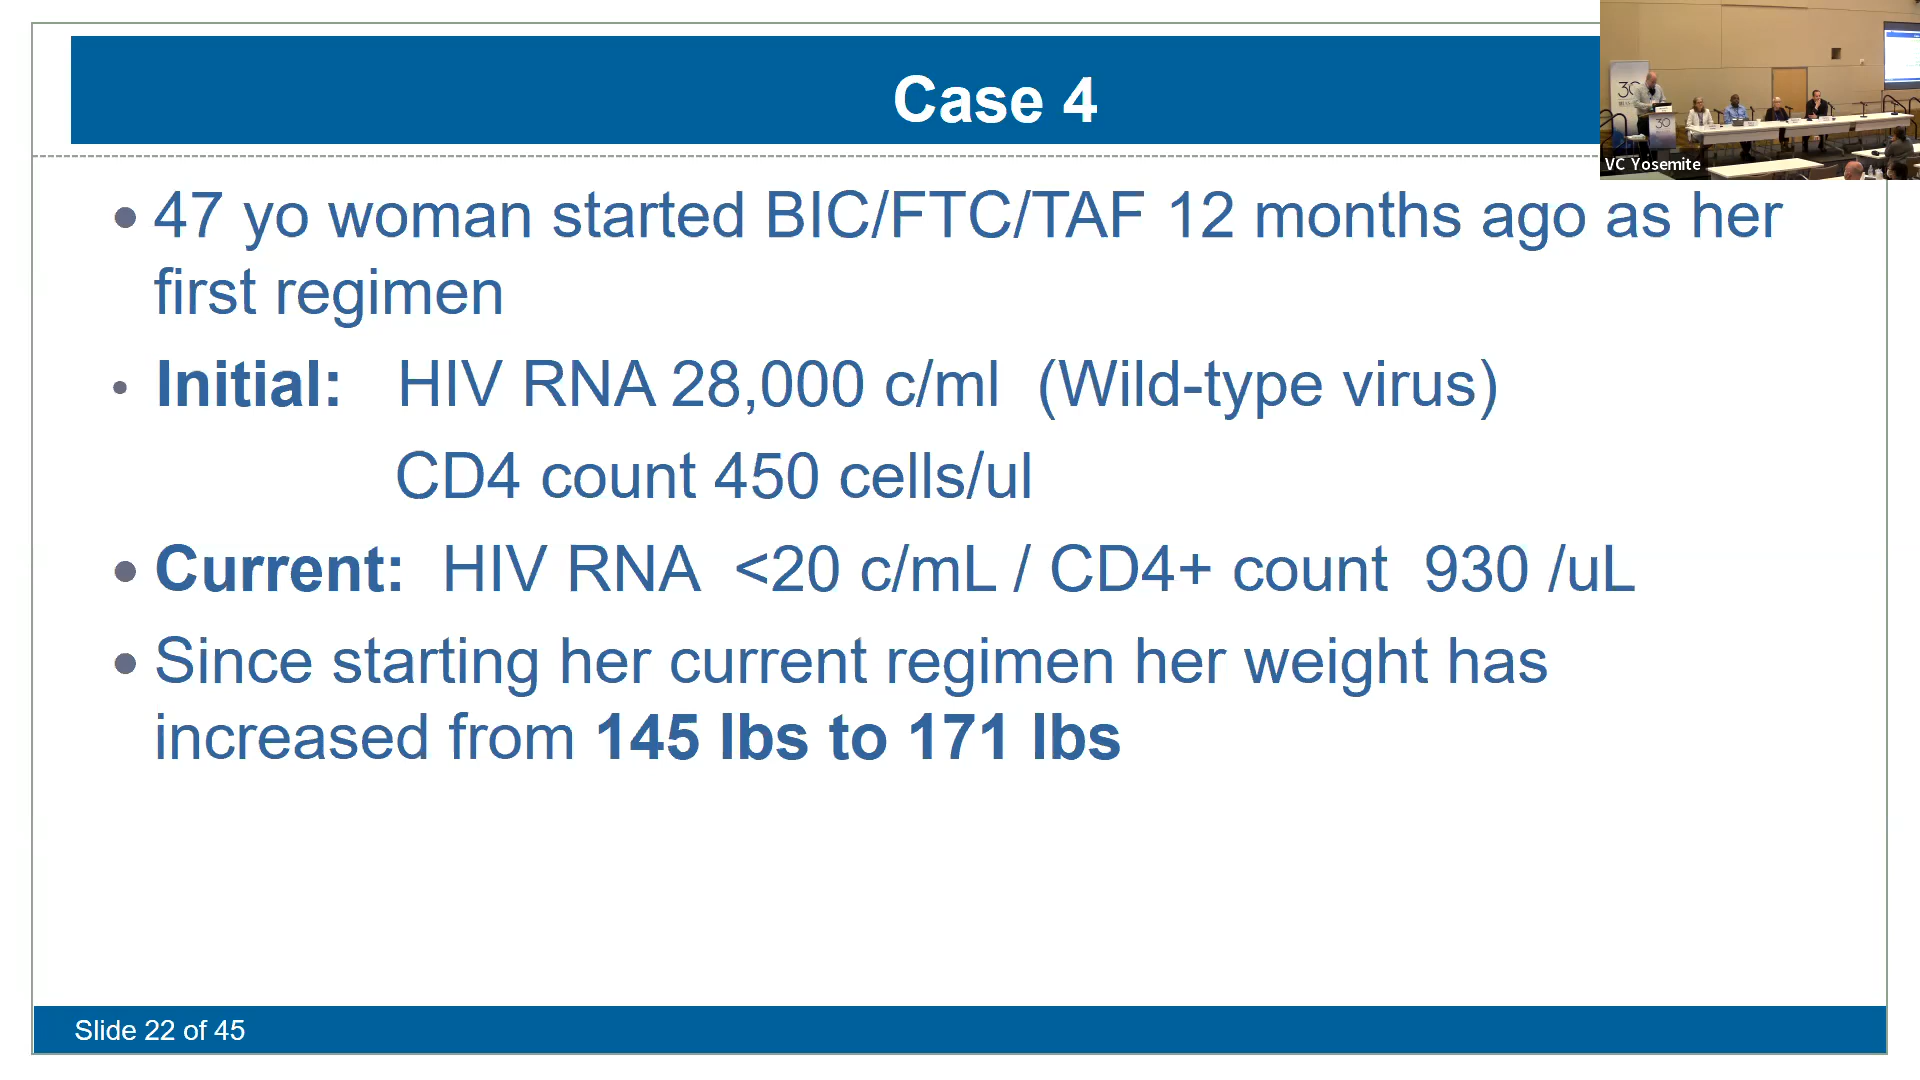 Case 4
• 47 yo woman started BIC/FTC/TAF 12 months ago as her
first regimen
• Initial: HIV RNA 28,000 c/ml (Wild-type virus)
CD4 count 450 cells/ul
• Current: HIV RNA <20 c/mL / CD4+ count 930 /uL
• Since starting her current regimen her weight has
increased from 145 lbs to 171 lbs
Slide 22 of 45
30
30
VC Yosemite